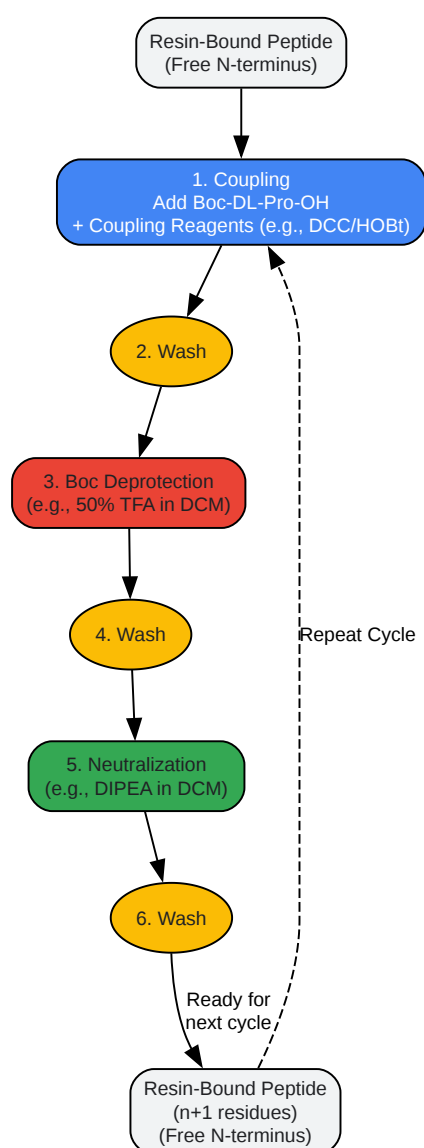 Resin-Bound Peptide
(Free N-terminus)
1. Coupling
Add Boc-DL-Pro-OH
+ Coupling Reagents (e.g., DCC/HOBt)
2. Wash
3. Boc Deprotection
(e.g., 50% TFA in DCM)
4. Wash
Repeat Cycle
5. Neutralization
(e.g., DIPEA in DCM)
6. Wash
Ready for
next cycle
Resin-Bound Peptide
(n+1 residues)
(Free N-terminus)